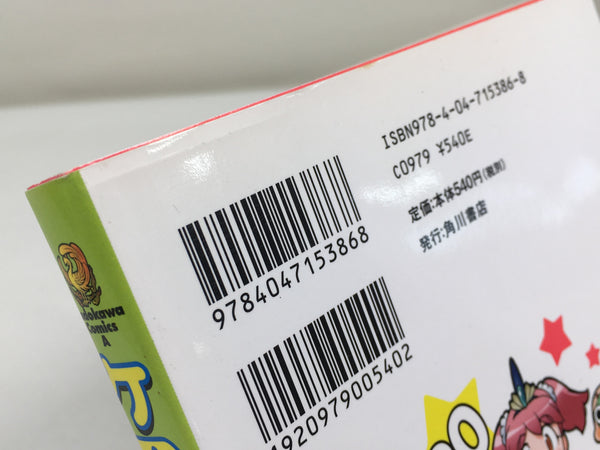 ISBN978-4-04-715386-8
C0979 ¥540E
定価:本体540円(税別)
発行:角川書店
9784047153868
1920979005402
Kadokawa
Comics
A
ケ